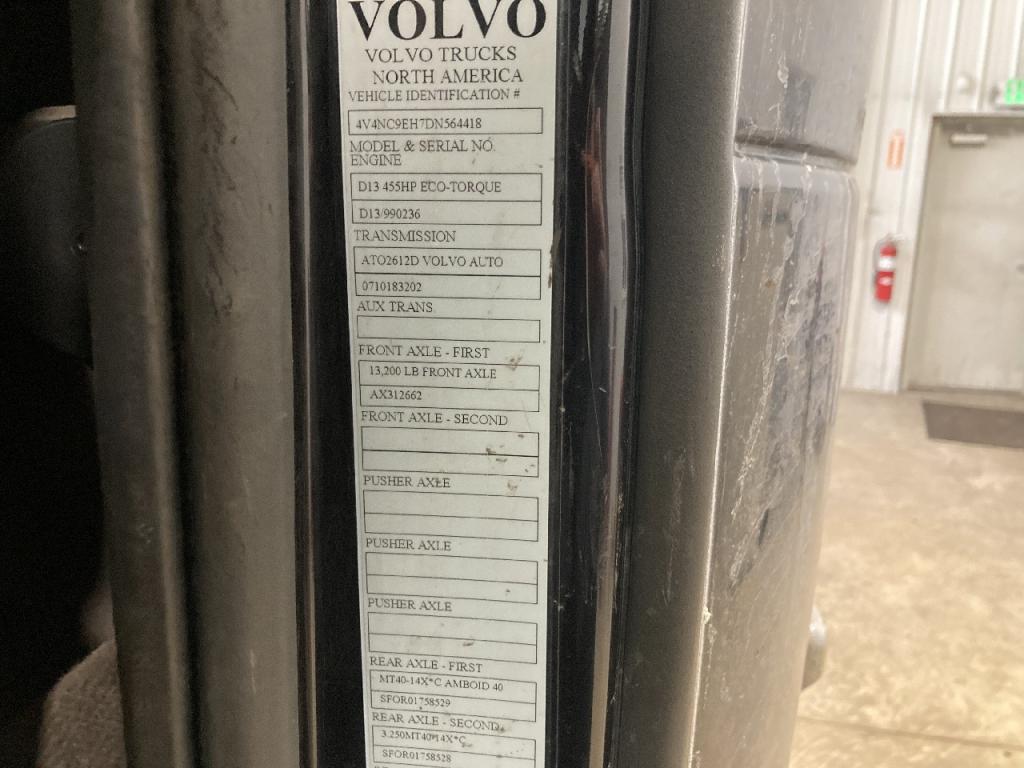 VOLVO
VOLVO TRUCKS
NORTH AMERICA
VEHICLE IDENTIFICATION #
4V4NC9EH7DN564418
MODEL & SERIAL NO.
ENGINE
D13 455HP ECO-TORQUE
D13/990236
TRANSMISSION
ATO2612D VOLVO AUTO
0710183202
AUX TRANS.
FRONT AXLE - FIRST
13,200 LB FRONT AXLE
AX312662
FRONT AXLE - SECOND
PUSHER AXLE
PUSHER AXLE
PUSHER AXLE
REAR AXLE - FIRST
MT40-14X*C AMBOID 40
SFOR01758529
REAR AXLE - SECOND
3.250MT40*14X*C
SFOR01758528